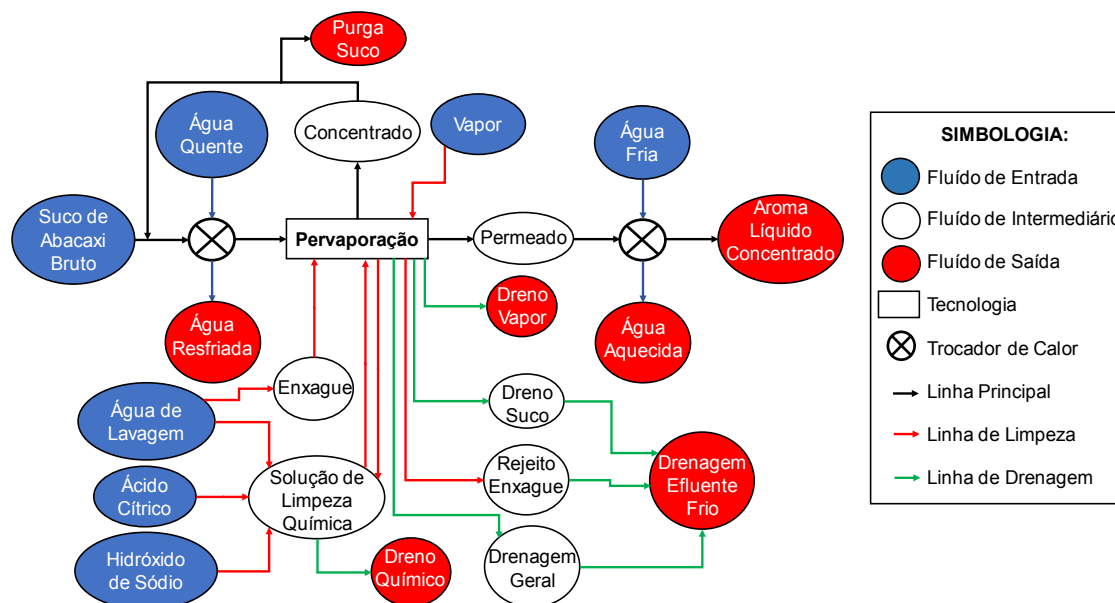 Purga
Suco
Água
Quente
Concentrado
Vapor
Água
Fria
Suco de
Abacaxi
Bruto
Pervaporação
Permeado
Aroma
Líquido
Concentrado
Água
Resfriada
Dreno
Vapor
Água
Aquecida
Enxague
Água de
Lavagem
Dreno
Suco
Ácido
Cítrico
Solução de
Limpeza
Química
Rejeito
Enxague
Drenagem
Efluente
Frio
Hidróxido
de Sódio
Dreno
Químico
Drenagem
Geral
SIMBOLOGIA:
Fluído de Entrada
Fluído de Intermediário
Fluído de Saída
Tecnologia
Trocador de Calor
Linha Principal
Linha de Limpeza
Linha de Drenagem